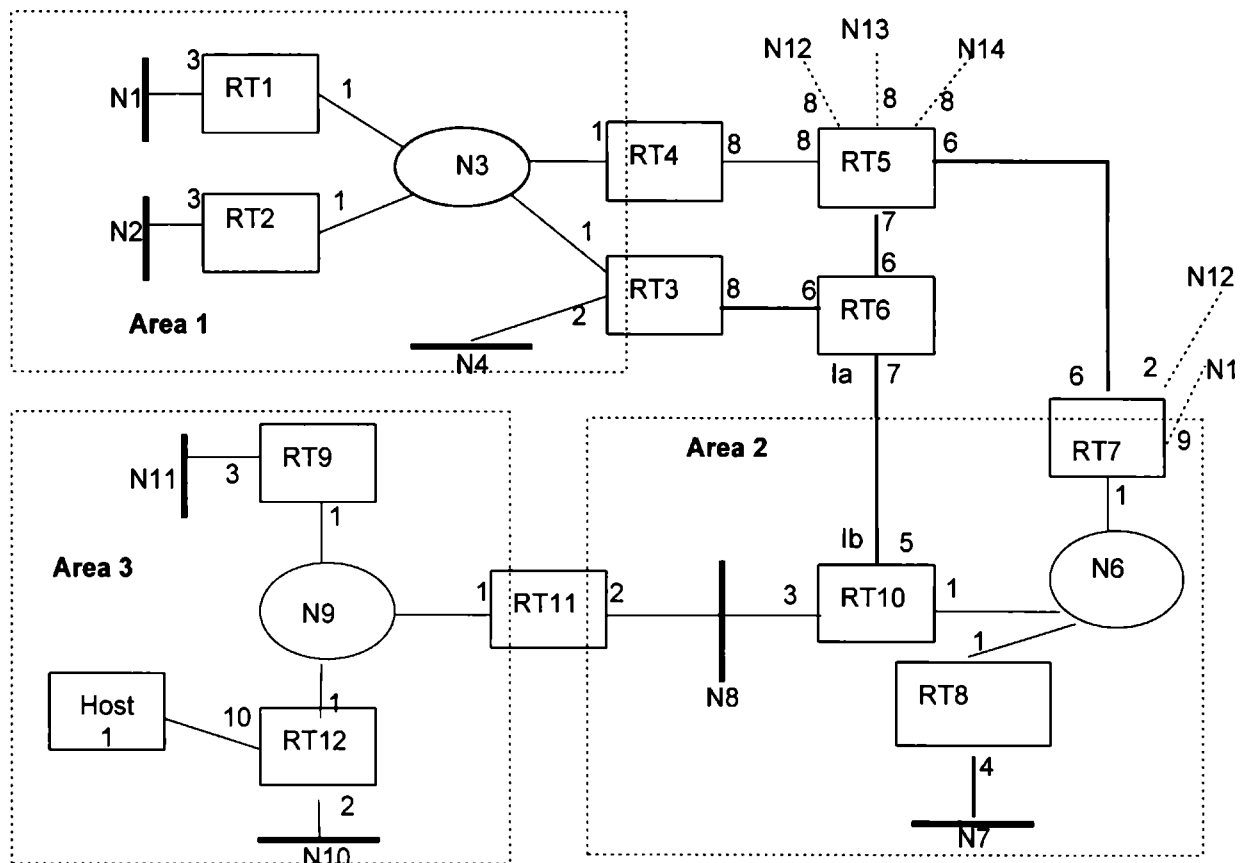 N12
N13
N14
8
8
8
3
N1
RT1
1
N3
1
RT4
8
8
RT5
6
3
N2
RT2
1
1
RT3
8
7
6
6
RT6
2
Area 1
N4
Ia
7
N12
6
2
N1
RT7
9
1
N11
3
RT9
1
Area 2
Area 3
N9
1
RT11
2
Ib
5
3
RT10
1
N6
Host
1
10
1
RT12
2
N10
N8
1
RT8
4
N7